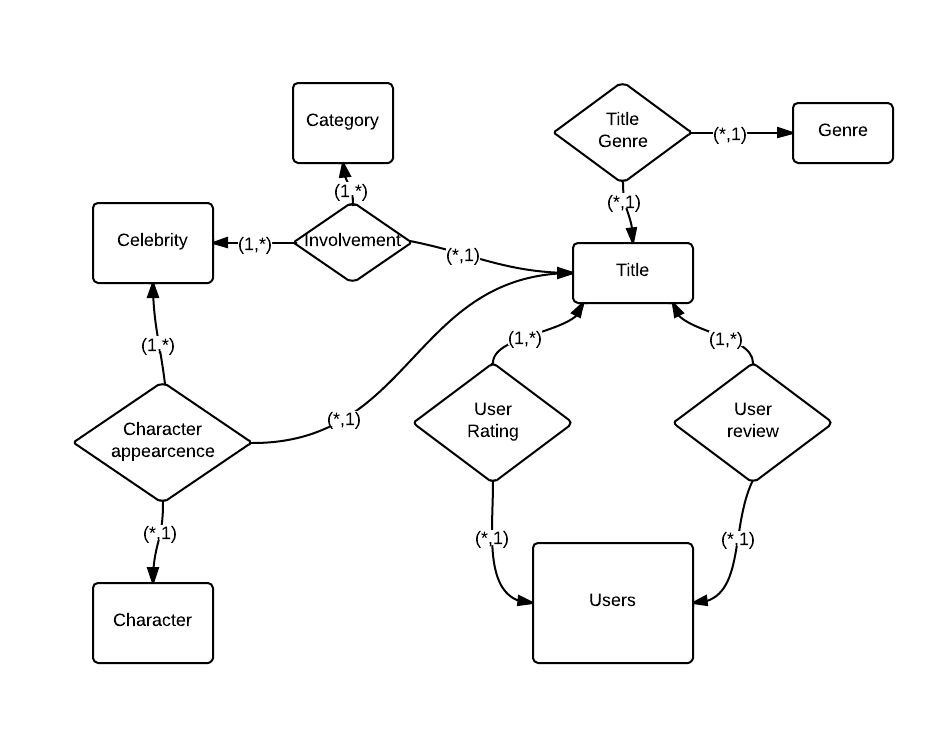 Category
Title
Genre
(*,1)
Genre
(1,*)
(*,1)
Celebrity
(1,*)
Involvement
(*,1)
Title
(1,*)
(1,*)
(1,*)
(*,1)
Character
appearcence
User
Rating
User
review
(*,1)
(*,1)
(*,1)
Character
Users